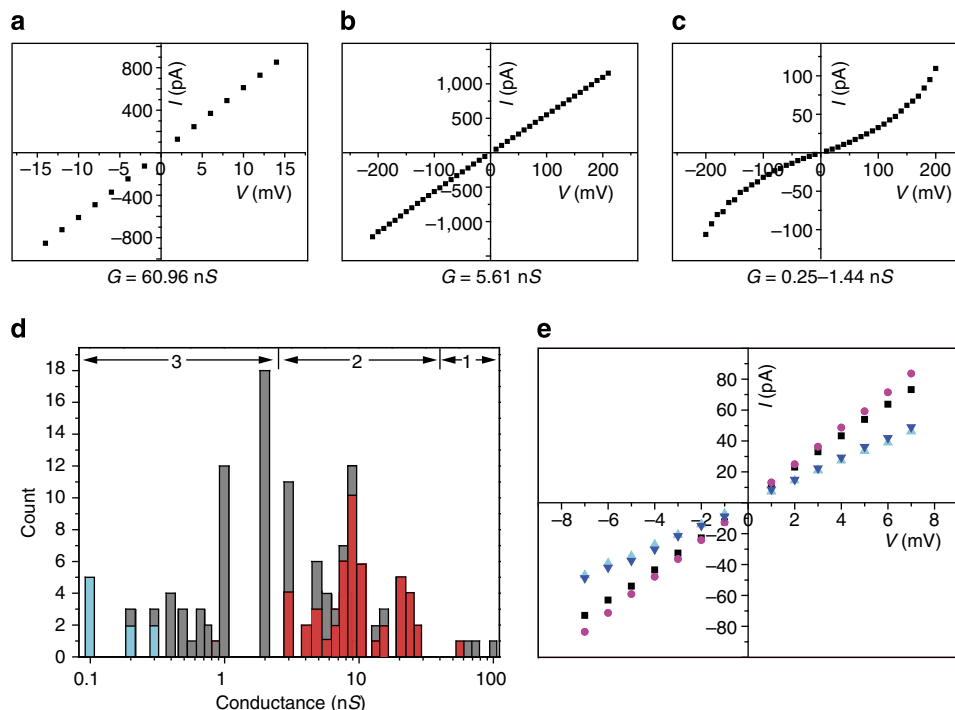 a
I (pA)
800
400
−15 −10 −5 0 5 10 15
V (mV)
−400
−800
G = 60.96 nS
b
I (pA)
1,000
500
−200 −100 0 100 200
V (mV)
−500
−1,000
G = 5.61 nS
c
I (pA)
100
50
−200 −100 0 100 200
V (mV)
−50
−100
G = 0.25–1.44 nS
d
3 2 1
18
16
14
12
10
8
6
4
2
0
Count
0.1 1 10 100
Conductance (nS)
e
I (pA)
80
60
40
20
−8 −6 −4 −2 0 2 4 6 8
V (mV)
−20
−40
−60
−80